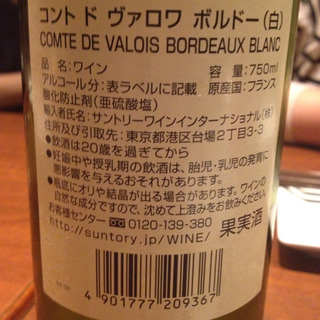 コント ド ヴァロワ ボルドー(白)
COMTE DE VALOIS BORDEAUX BLANC
品名:ワイン 容量:750ml
アルコール分:表ラベルに記載 原産国:フランス
酸化防止剤(亜硫酸塩)
輸入者氏名:サントリーワインインターナショナル(株)
住所及び引取先:東京都港区台場2丁目3-3
●飲酒は20歳を過ぎてから
●妊娠中や授乳期の飲酒は、胎児・乳児の発育に
悪影響を与えるおそれがあります。
●瓶底にオリや結晶が出る場合があります。ワインの
自然な成分ですので、沈めて上澄みをお飲みください。
お客様センター 0120-139-380
http://suntory.jp/WINE/ 果実酒
4 901777 209367